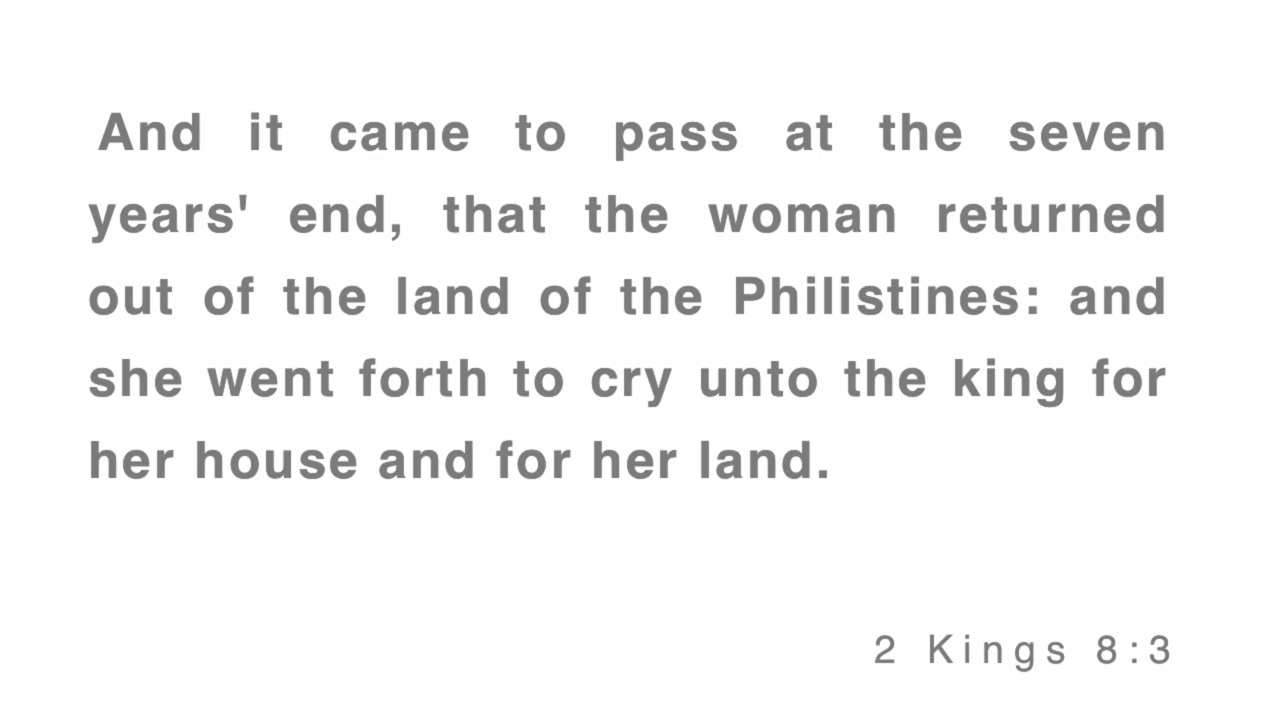 And it came to pass at the seven
years' end, that the woman returned
out of the land of the Philistines: and
she went forth to cry unto the king for
her house and for her land.
2 Kings 8:3